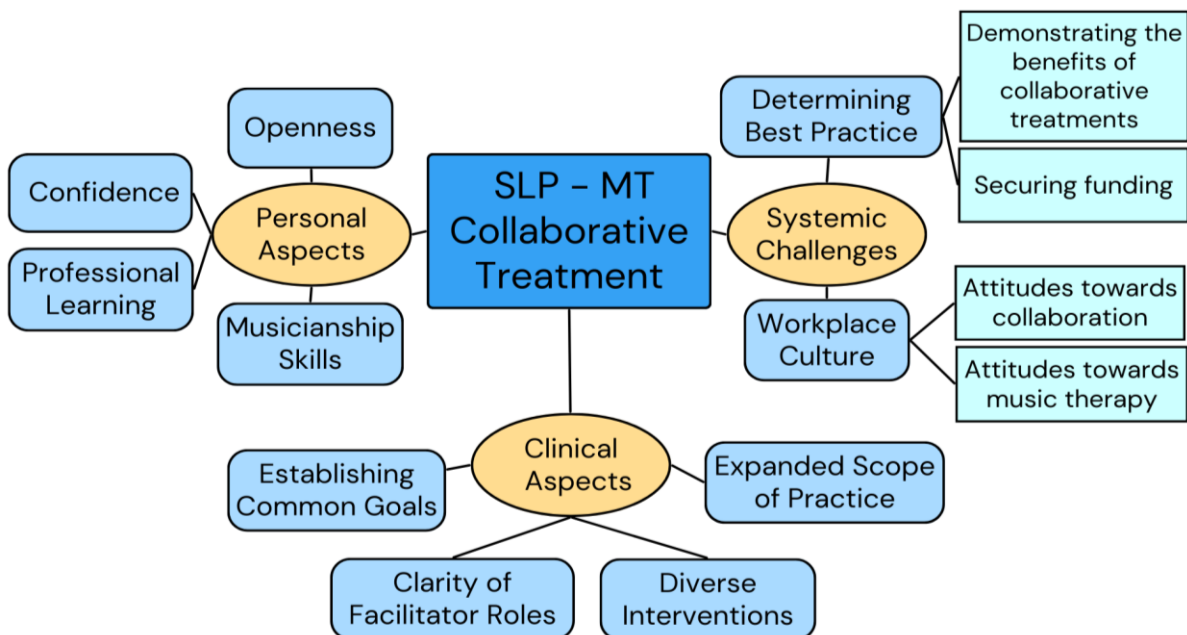 SLP - MT
Collaborative
Treatment
Personal
Aspects
Openness
Confidence
Professional
Learning
Musicianship
Skills
Systemic
Challenges
Determining
Best Practice
Demonstrating the
benefits of
collaborative
treatments
Securing funding
Workplace
Culture
Attitudes towards
collaboration
Attitudes towards
music therapy
Clinical
Aspects
Establishing
Common Goals
Clarity of
Facilitator Roles
Diverse
Interventions
Expanded Scope
of Practice